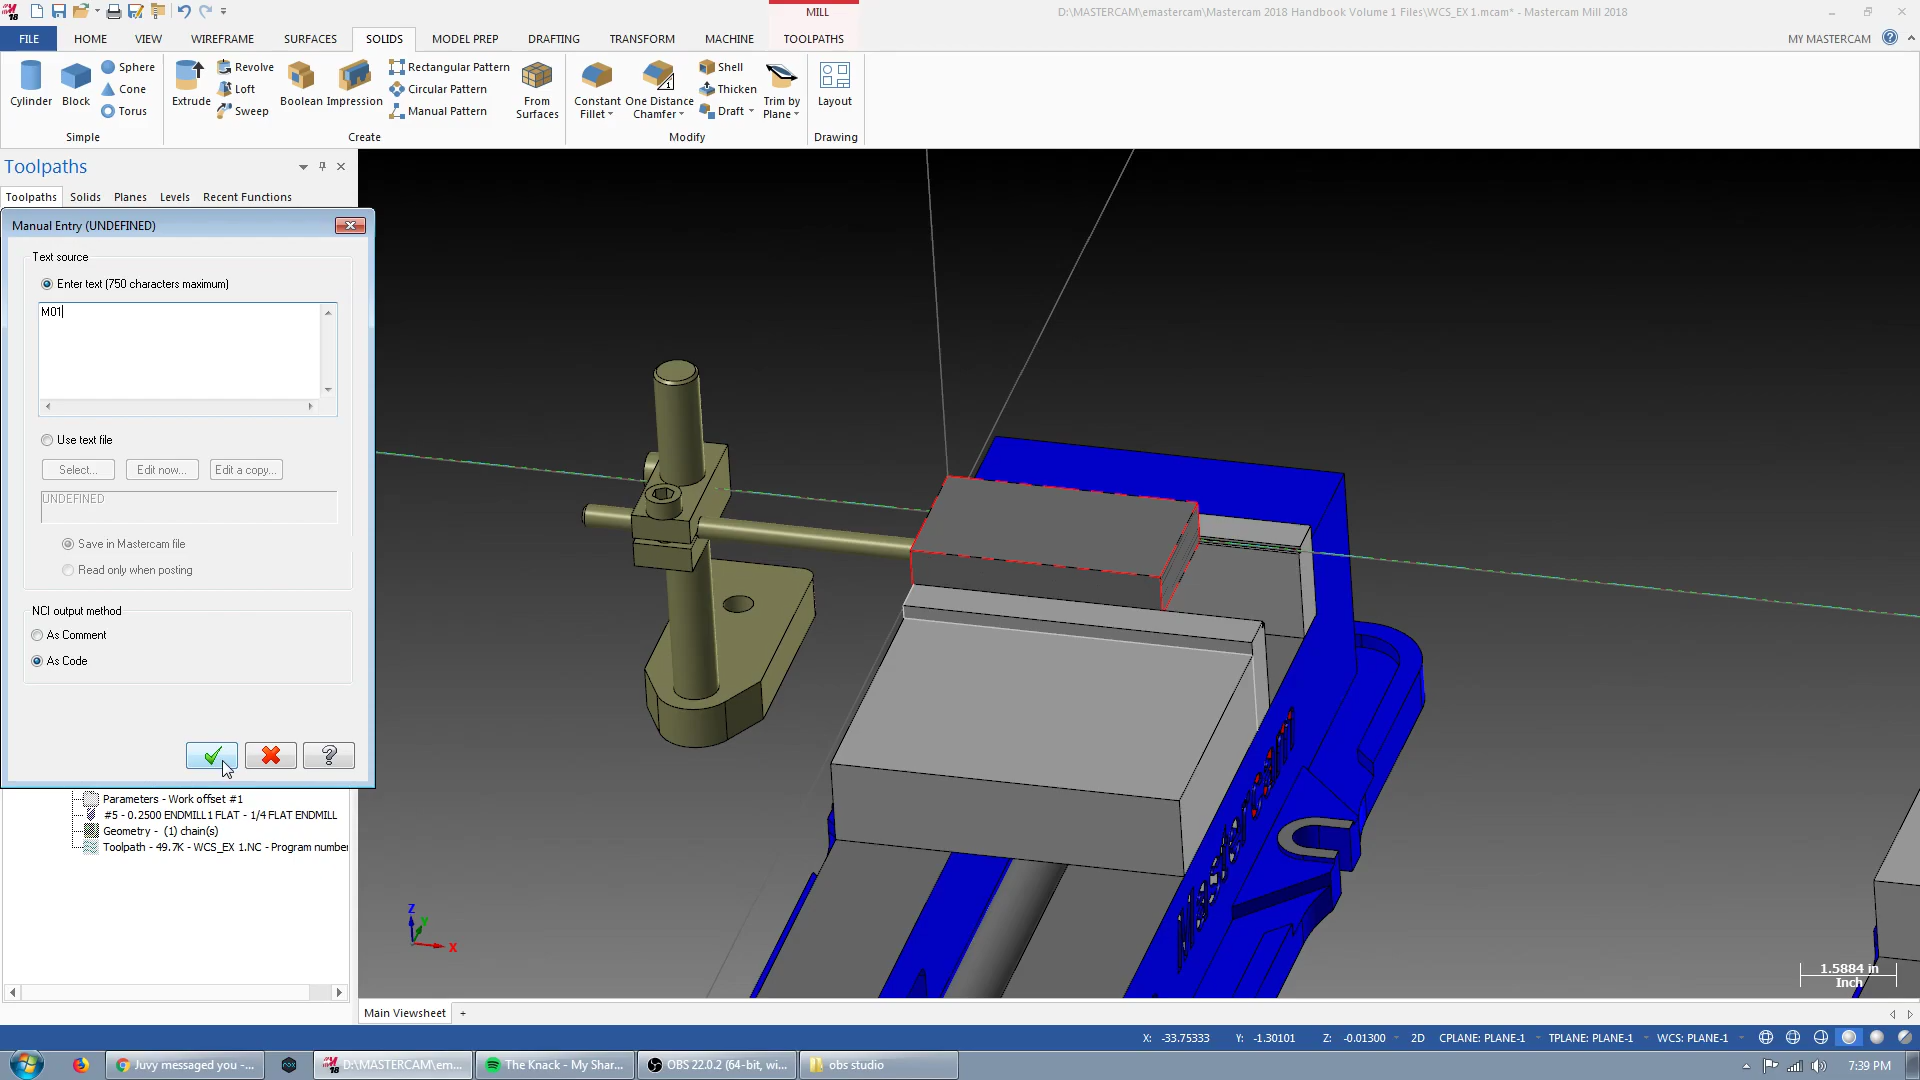 18
MILL
D:\MASTERCAM\emastercam\Mastercam 2018 Handbook Volume 1 Files\WCS_EX 1.mcam* - Mastercam Mill 2018
FILE HOME VIEW WIREFRAME SURFACES SOLIDS MODEL PREP DRAFTING TRANSFORM MACHINE TOOLPATHS MY MASTERCAM
Cylinder Block Sphere Cone Torus
Simple
Extrude Revolve Loft Sweep Boolean Impression Rectangular Pattern Circular Pattern Manual Pattern From Surfaces
Create
Constant Fillet One Distance Chamfer Shell Thicken Draft Trim by Plane
Modify
Layout
Drawing
Toolpaths
Toolpaths Solids Planes Levels Recent Functions
Manual Entry (UNDEFINED)
Text source
Enter text (750 characters maximum)
M01
Use text file
Select... Edit now... Edit a copy...
UNDEFINED
Save in Mastercam file
Read only when posting
NCI output method
As Comment
As Code
Parameters - Work offset #1
#5 - 0.2500 ENDMILL1 FLAT - 1/4 FLAT ENDMILL
Geometry - (1) chain(s)
Toolpath - 49.7K - WCS_EX 1.NC - Program number
Mastercam
Z
Y
X
1.5884 in
Inch
Main Viewsheet +
X: -33.75333 Y: -1.30101 Z: -0.01300 2D CPLANE: PLANE-1 TPLANE: PLANE-1 WCS: PLANE-1
Juvy messaged you -... D:\MASTERCAM\em... The Knack - My Shar... OBS 22.0.2 (64-bit, wi... obs studio 7:39 PM